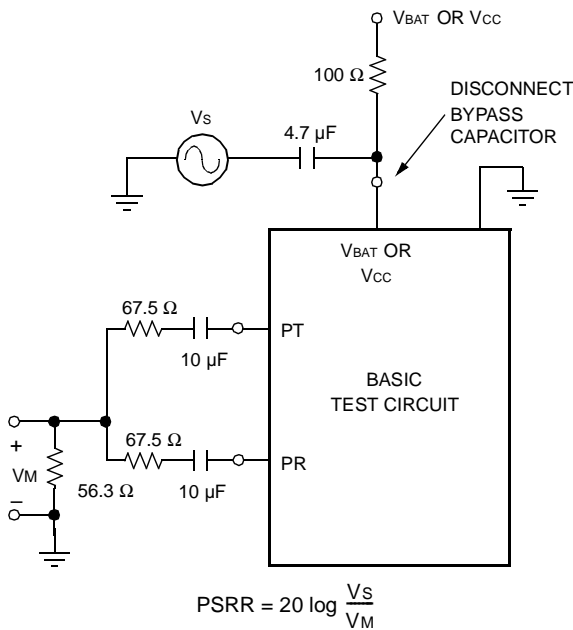 VBAT OR VCC
100 Ω
DISCONNECT
BYPASS
CAPACITOR
VS
4.7 µF
VBAT OR
VCC
67.5 Ω
10 µF
PT
BASIC
TEST CIRCUIT
67.5 Ω
10 µF
PR
+
VM
–
56.3 Ω
PSRR = 20 log VS
VM